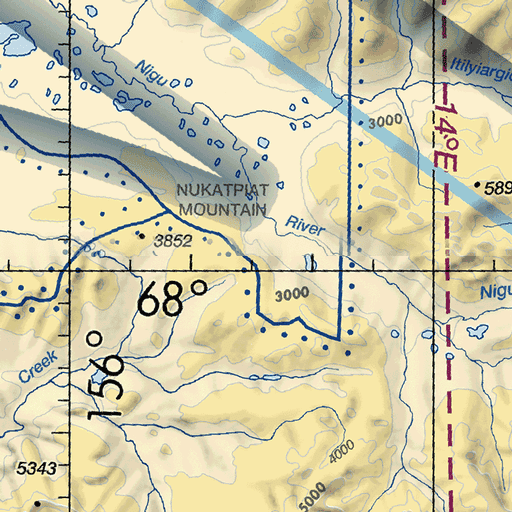 Nigu
Itilyiargio
3000
14°E
589
NUKATPIAT
MOUNTAIN
River
3852
68°
3000
Nigu
156°
Creek
4000
5343
5000